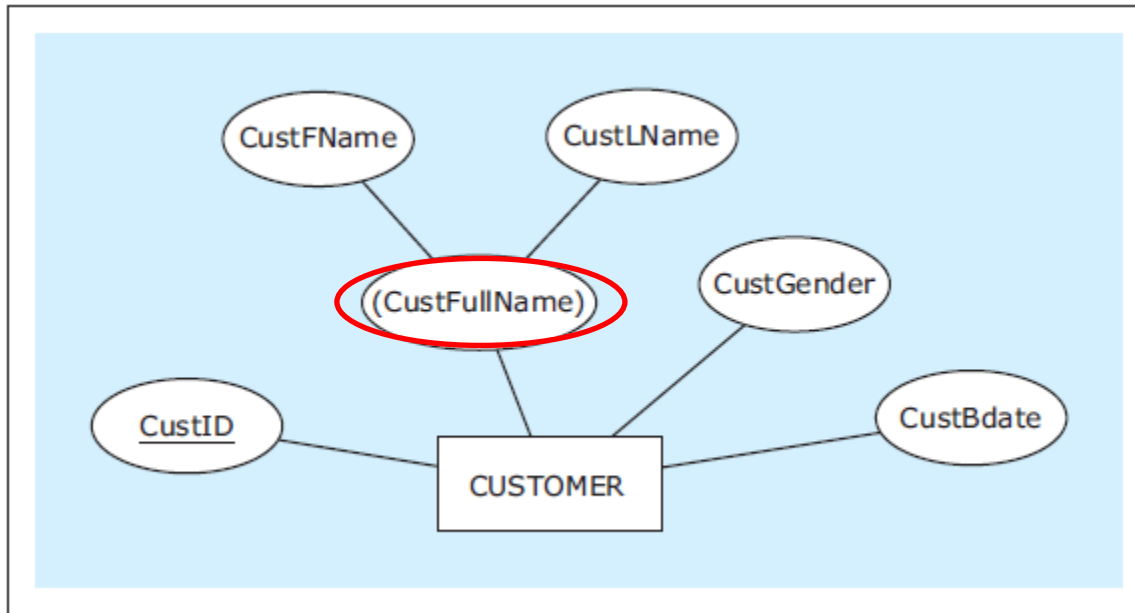 CustFName
CustLName
(CustFullName)
CustGender
CustID
CustBdate
CUSTOMER